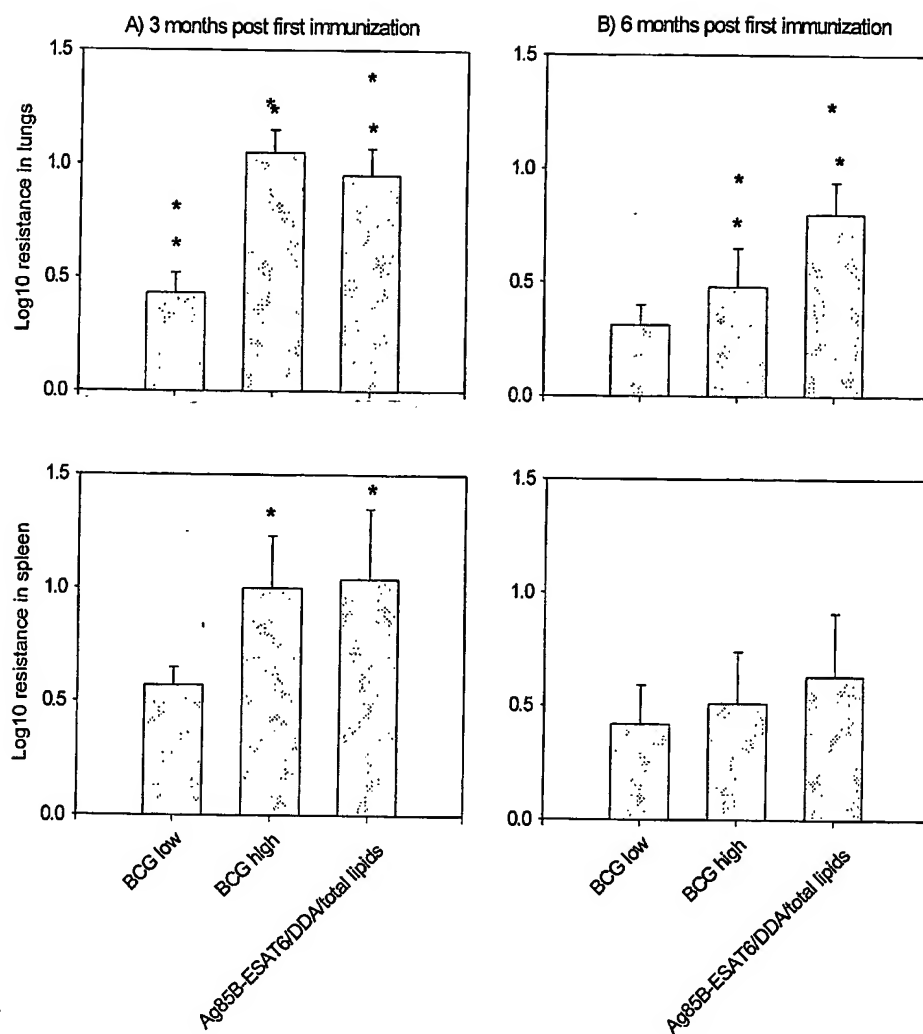 A) 3 months post first immunization
B) 6 months post first immunization
Log10 resistance in lungs
1.5
1.0
0.5
0.0
* * ** * *
1.5
1.0
0.5
0.0
* * * *
Log10 resistance in spleen
1.5
1.0
0.5
0.0
* *
1.5
1.0
0.5
0.0
BCG low
BCG high
Ag85B-ESAT6/DDA/total lipids
BCG low
BCG high
Ag85B-ESAT6/DDA/total lipids